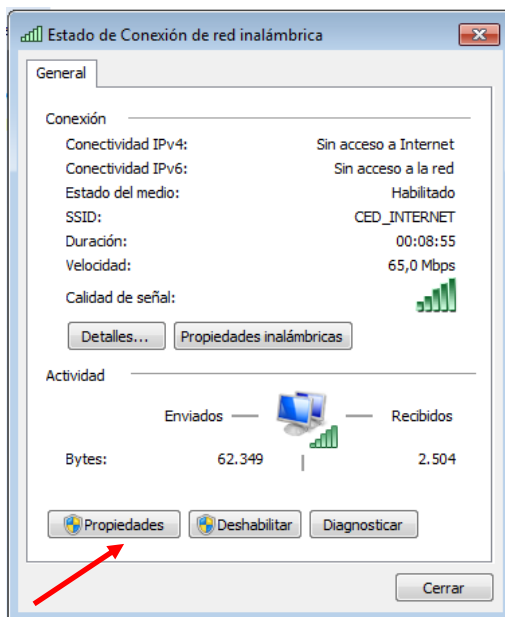 Estado de Conexión de red inalámbrica
General
Conexión
Conectividad IPv4: Sin acceso a Internet
Conectividad IPv6: Sin acceso a la red
Estado del medio: Habilitado
SSID: CED_INTERNET
Duración: 00:08:55
Velocidad: 65,0 Mbps
Calidad de señal:
Detalles... Propiedades inalámbricas
Actividad
Enviados Recibidos
Bytes: 62.349 2.504
Propiedades Deshabilitar Diagnosticar
Cerrar